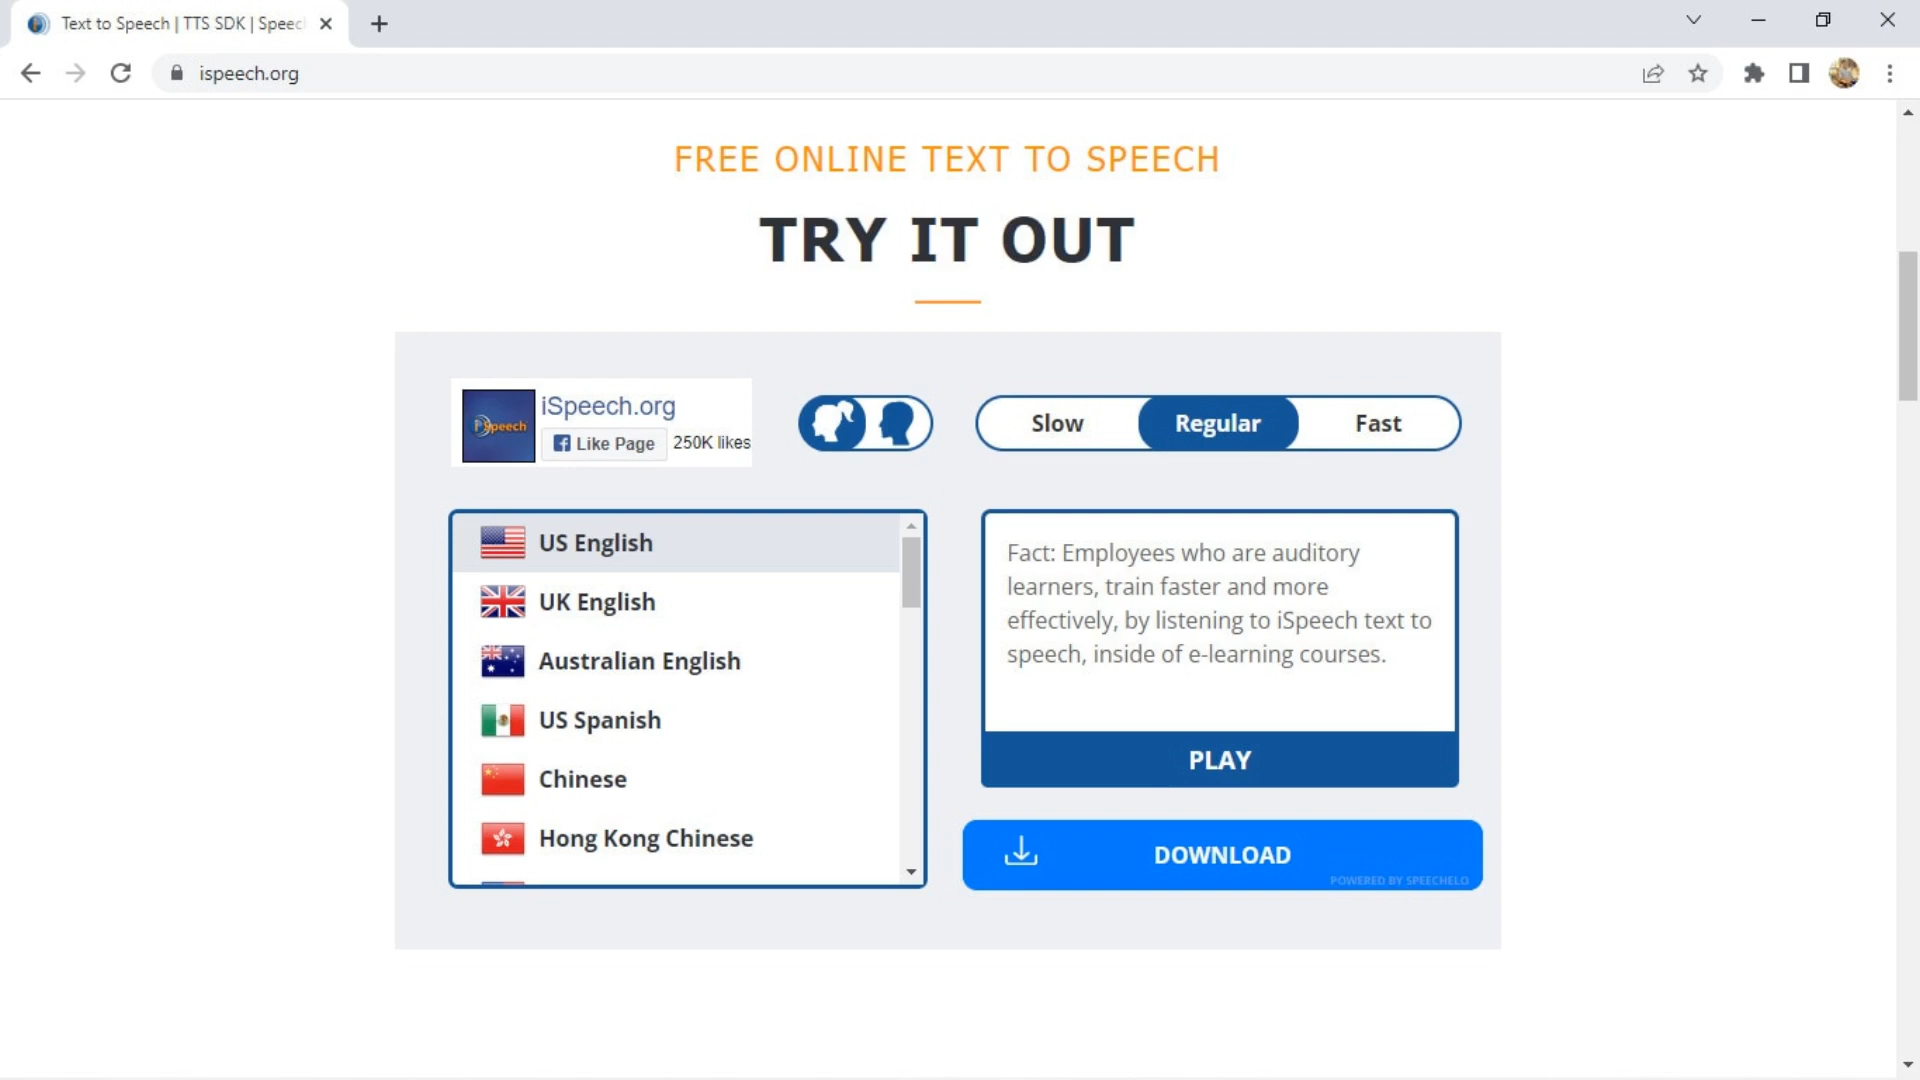 Text to Speech | TTS SDK | Speec
ispeech.org
FREE ONLINE TEXT TO SPEECH
TRY IT OUT
iSpeech
iSpeech.org
Like Page
250K likes
Slow
Regular
Fast
US English
UK English
Australian English
US Spanish
Chinese
Hong Kong Chinese
Fact: Employees who are auditory
learners, train faster and more
effectively, by listening to iSpeech text to
speech, inside of e-learning courses.
PLAY
DOWNLOAD
POWERED BY SPEECHELO